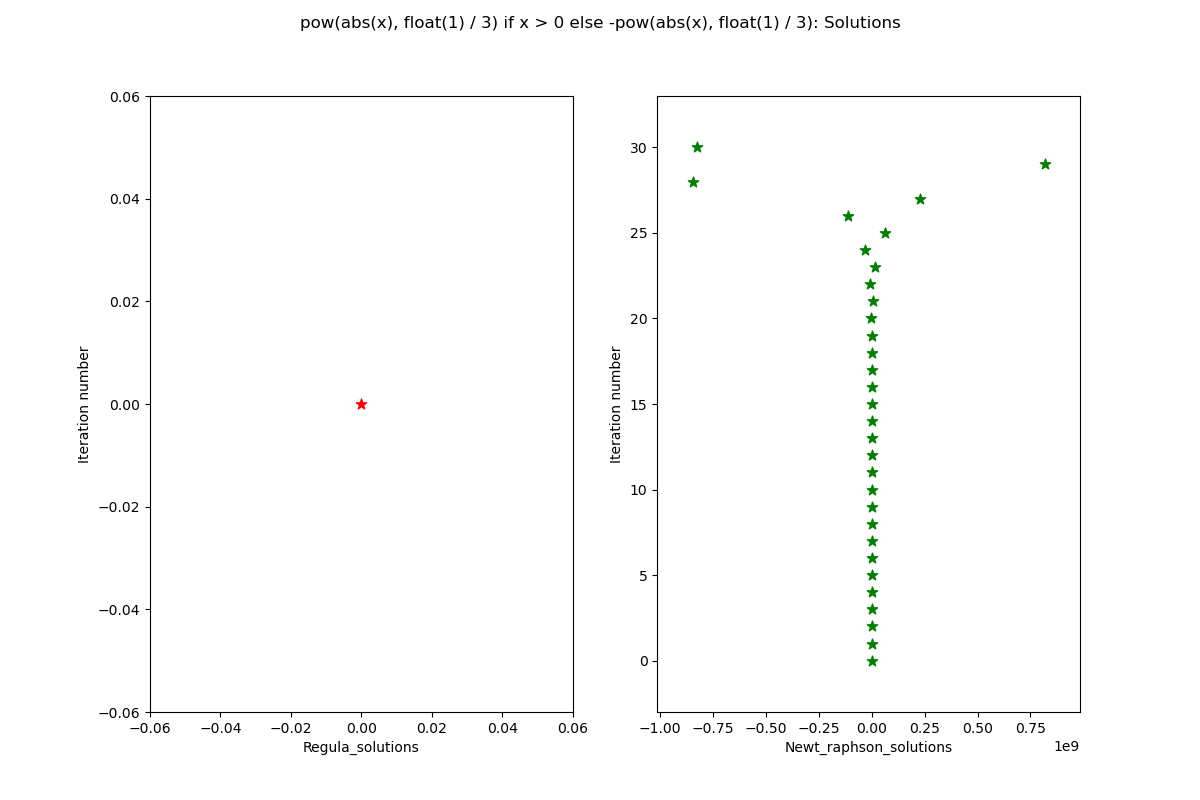 pow(abs(x), float(1) / 3) if x > 0 else -pow(abs(x), float(1) / 3): Solutions
0.06
0.04
0.02
0.00
−0.02
−0.04
−0.06
Iteration number
−0.06 −0.04 −0.02 0.00 0.02 0.04 0.06
Regula_solutions
30
25
20
15
10
5
0
Iteration number
−1.00 −0.75 −0.50 −0.25 0.00 0.25 0.50 0.75
1e9
Newt_raphson_solutions